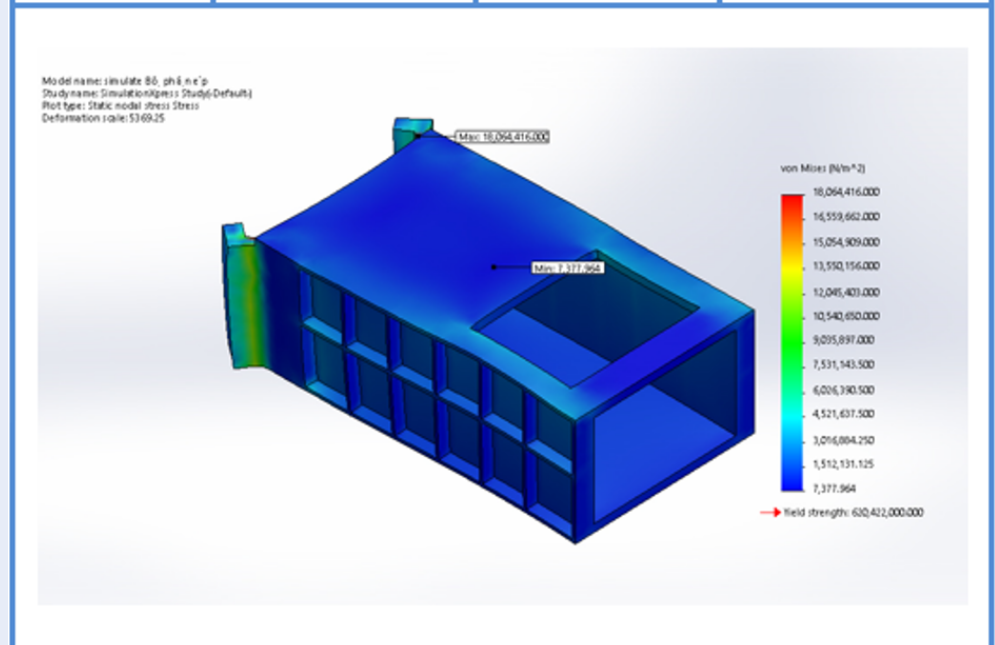 Model name: simulate
Study name: SimulationXpress Study(-Default-)
Plot type: Static nodal stress Stress
Deformation scale: 5369.25
Max: 18,064,416.000
Min: 7,377.964
von Mises (N/m^2)
18,064,416.000
16,559,662.000
15,054,909.000
13,550,156.000
12,045,403.000
10,540,650.000
9,035,897.000
7,531,143.500
6,026,390.500
4,521,637.500
3,016,884.250
1,512,131.125
7,377.964
Yield strength: 620,422,000.000